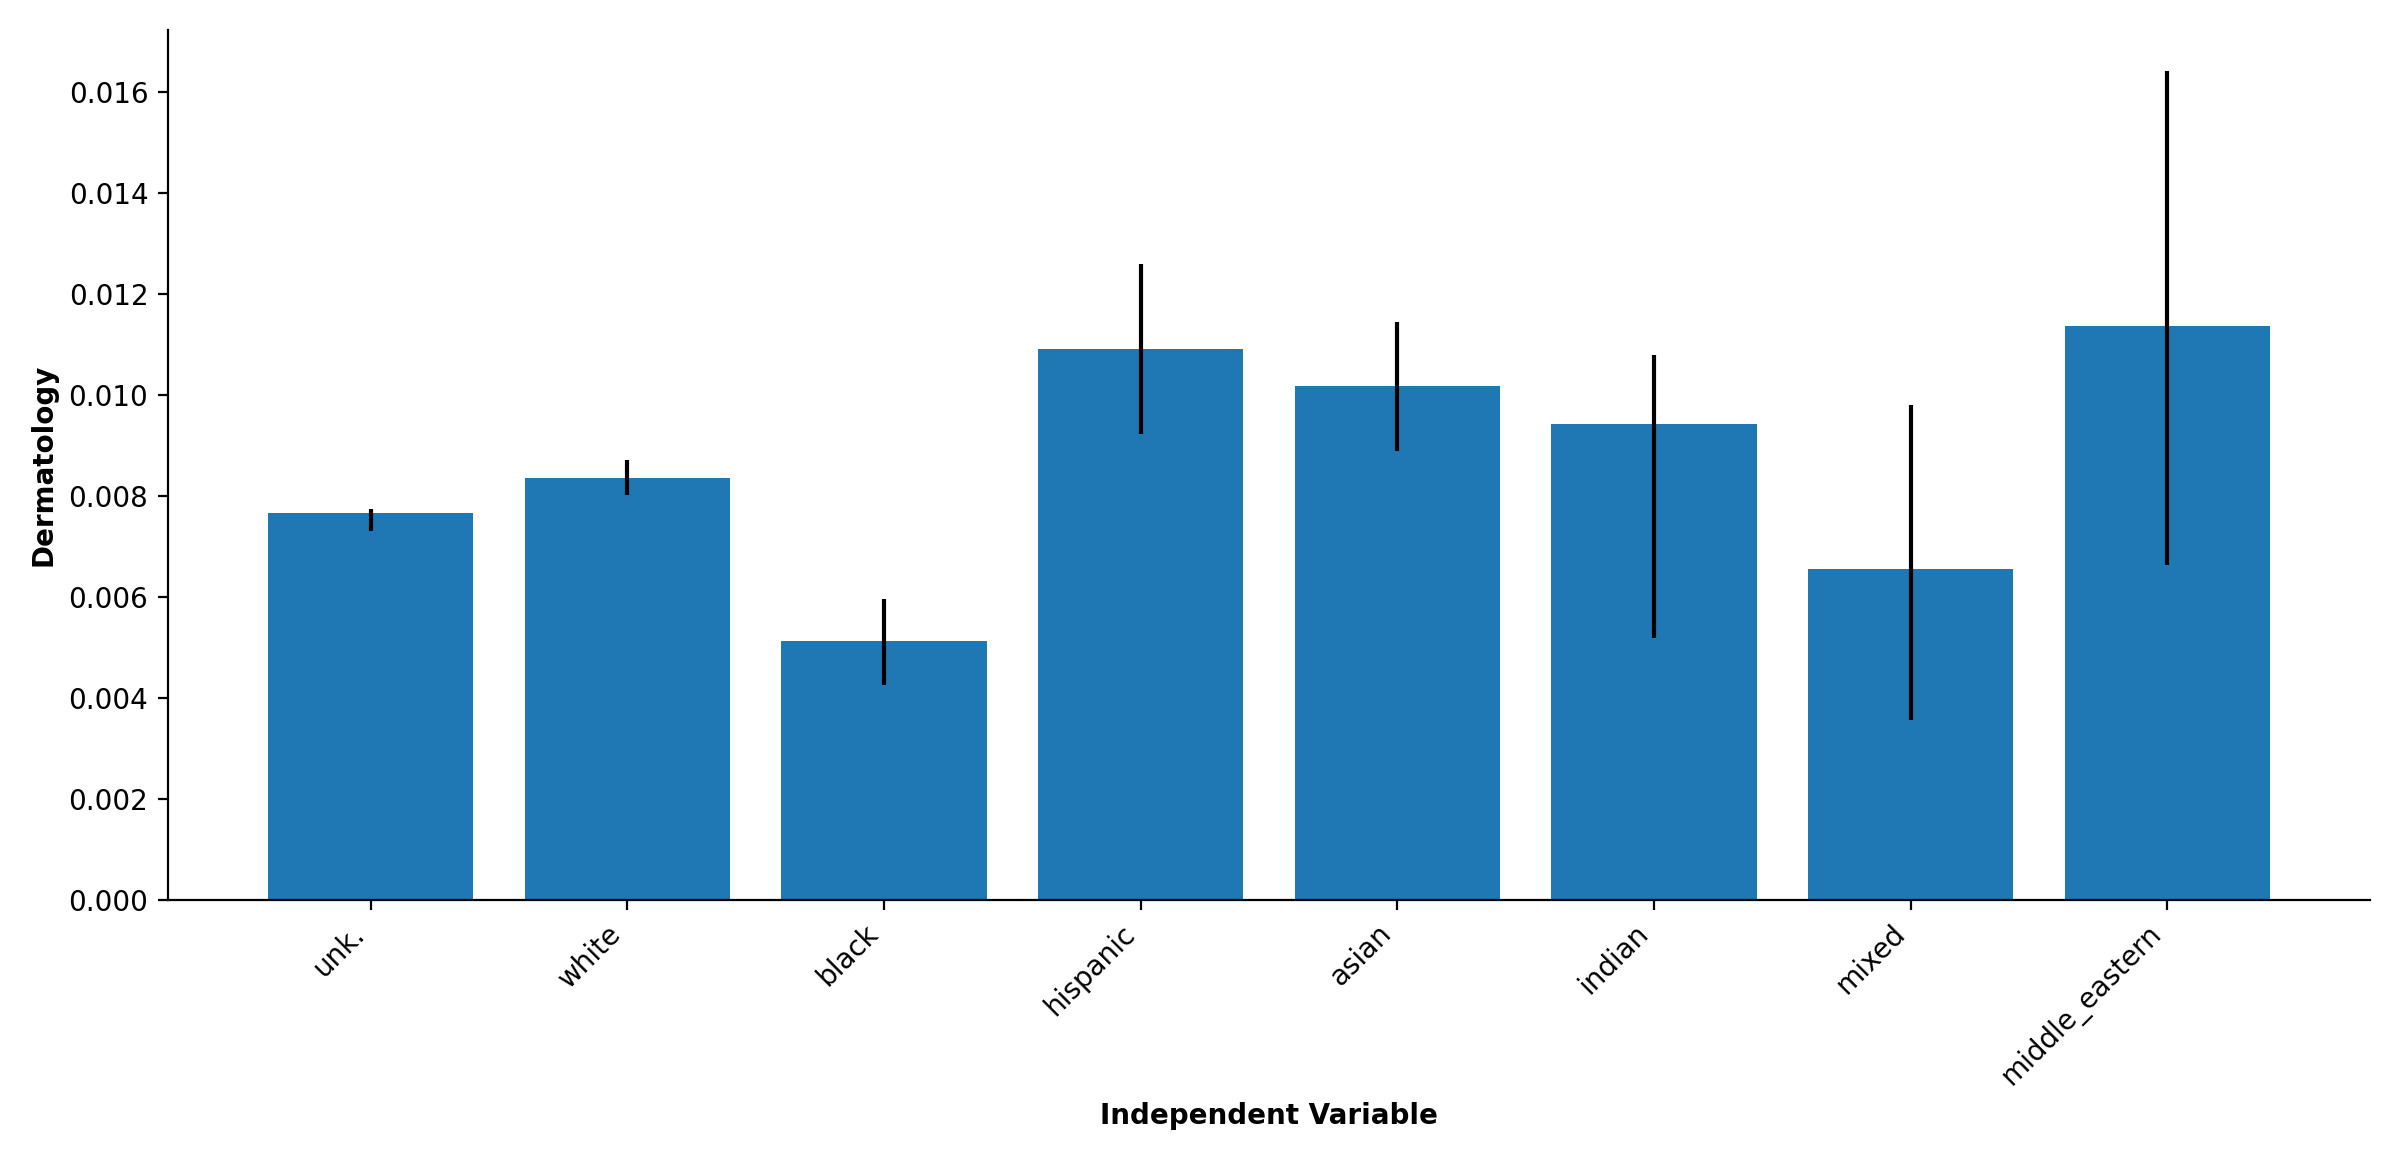 0.016
0.014
0.012
0.010
0.008
0.006
0.004
0.002
0.000
Dermatology
unk.
white
black
hispanic
asian
indian
mixed
middle_eastern
Independent Variable